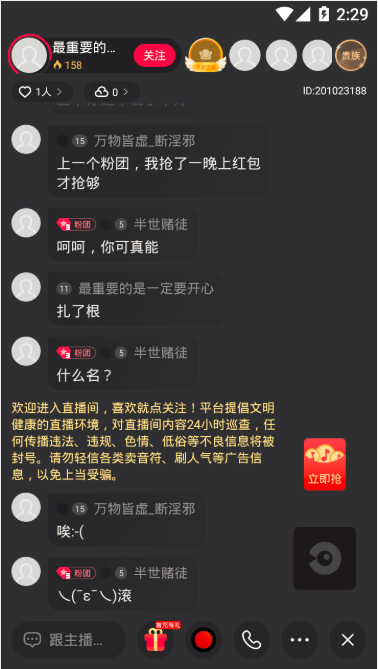 2:29
最重要的...
158
关注
贵族
1人
0
ID:201023188
15 万物皆虚_断淫邪
上一个粉团，我抢了一晚上红包
才抢够
粉团 5 半世赌徒
呵呵，你可真能
11 最重要的是一定要开心
扎了根
粉团 5 半世赌徒
什么名？
欢迎进入直播间，喜欢就点关注！平台提倡文明
健康的直播环境，对直播间内容24小时巡查，任
何传播违法、违规、色情、低俗等不良信息将被
封号。请勿轻信各类卖音符、刷人气等广告信
息，以免上当受骗。
立即抢
15 万物皆虚_断淫邪
唉:-(
粉团 5 半世赌徒
㇏(˜ε˜㇏)滚
跟主播...
首充有礼